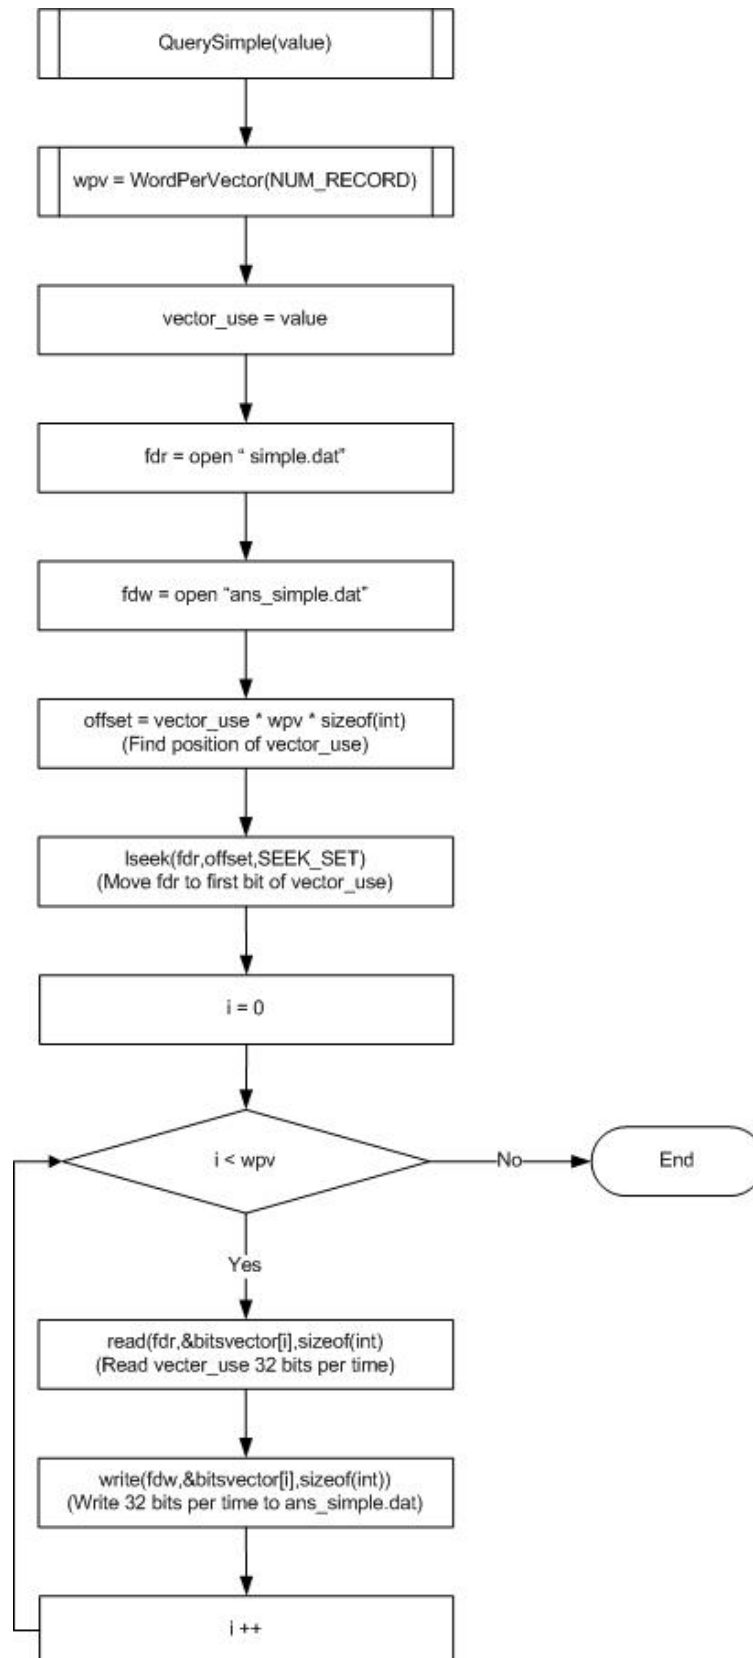 QuerySimple(value)
wpv = WordPerVector(NUM_RECORD)
vector_use = value
fdr = open “ simple.dat”
fdw = open “ans_simple.dat”
offset = vector_use * wpv * sizeof(int)
(Find position of vector_use)
lseek(fdr,offset,SEEK_SET)
(Move fdr to first bit of vector_use)
i = 0
i < wpv
No
End
Yes
read(fdr,&bitsvector[i],sizeof(int)
(Read vecter_use 32 bits per time)
write(fdw,&bitsvector[i],sizeof(int))
(Write 32 bits per time to ans_simple.dat)
i ++